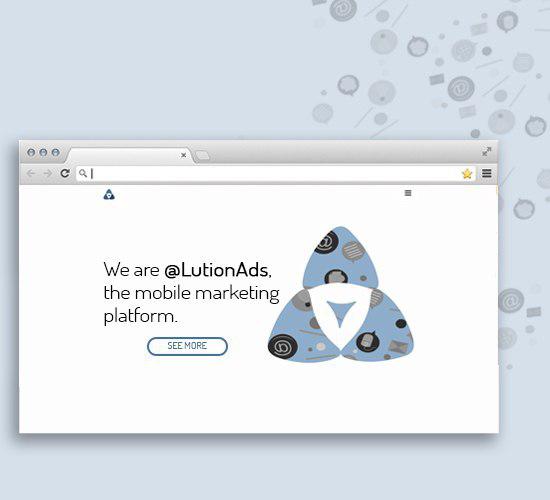 We are @LutionAds,
the mobile marketing
platform.
SEE MORE